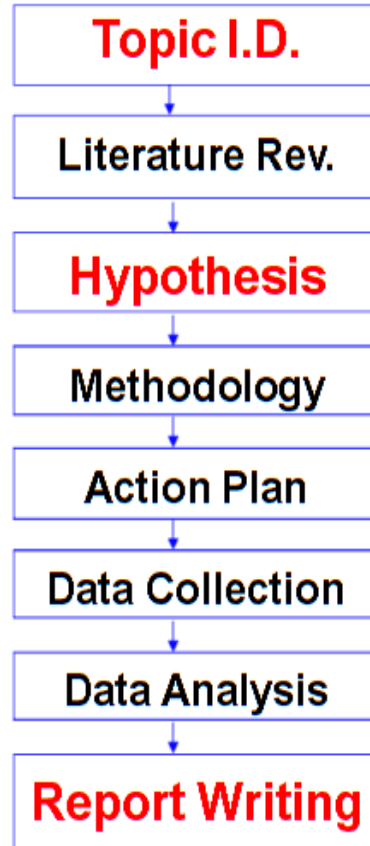 Topic I.D.
Literature Rev.
Hypothesis
Methodology
Action Plan
Data Collection
Data Analysis
Report Writing